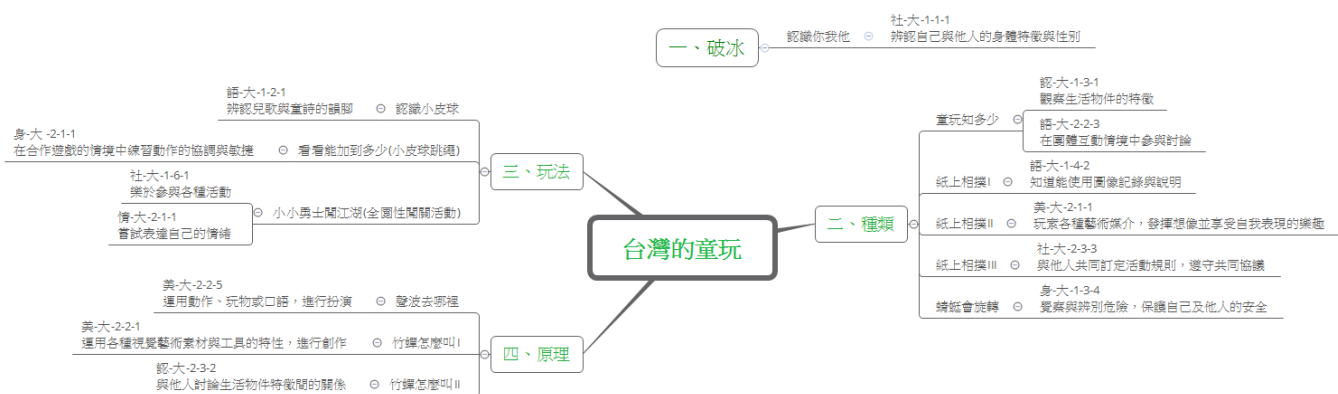 台灣的童玩
一、破冰
認識你我他
社-大-1-1-1
辨認自己與他人的身體特徵與性別
二、種類
童玩知多少
認-大-1-3-1
觀察生活物件的特徵
語-大-2-2-3
在團體互動情境中參與討論
紙上相撲I
語-大-1-4-2
知道能使用圖像記錄與說明
紙上相撲II
美-大-2-1-1
玩索各種藝術媒介，發揮想像並享受自我表現的樂趣
紙上相撲III
社-大-2-3-3
與他人共同訂定活動規則，遵守共同協議
蜻蜓會旋轉
身-大-1-3-4
覺察與辨別危險，保護自己及他人的安全
三、玩法
認識小皮球
語-大-1-2-1
辨認兒歌與童詩的韻腳
看看能加到多少(小皮球跳繩)
身-大 -2-1-1
在合作遊戲的情境中練習動作的協調與敏捷
小小勇士闖江湖(全園性闖關活動)
社-大-1-6-1
樂於參與各種活動
情-大-2-1-1
嘗試表達自己的情緒
四、原理
聲波去哪裡
美-大-2-2-5
運用動作、玩物或口語，進行扮演
竹蟬怎麼叫I
美-大-2-2-1
運用各種視覺藝術素材與工具的特性，進行創作
竹蟬怎麼叫II
認-大-2-3-2
與他人討論生活物件特徵間的關係